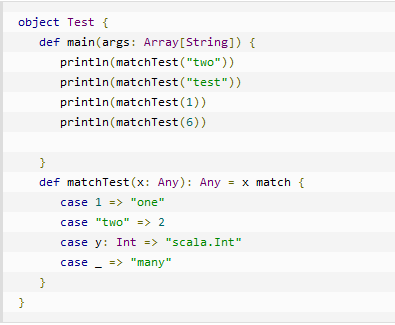 object Test {
   def main(args: Array[String]) {
      println(matchTest("two"))
      println(matchTest("test"))
      println(matchTest(1))
      println(matchTest(6))

   }
   def matchTest(x: Any): Any = x match {
      case 1 => "one"
      case "two" => 2
      case y: Int => "scala.Int"
      case _ => "many"
   }
}